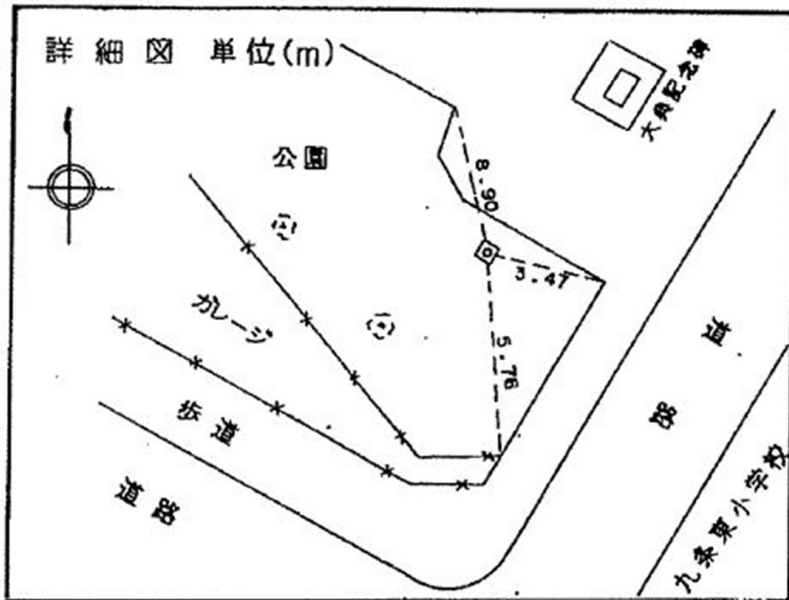 詳細図 単位(m)
大典記念碑
公園
8.90
3.47
5.76
ガレージ
歩道
道路
道路
九条東小学校